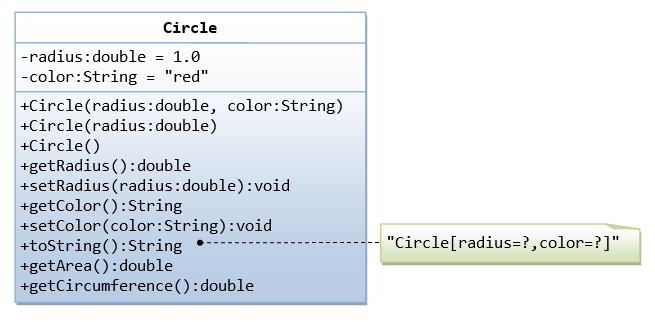 Circle
-radius:double = 1.0
-color:String = "red"
+Circle(radius:double, color:String)
+Circle(radius:double)
+Circle()
+getRadius():double
+setRadius(radius:double):void
+getColor():String
+setColor(color:String):void
+toString():String
"Circle[radius=?,color=?]"
+getArea():double
+getCircumference():double